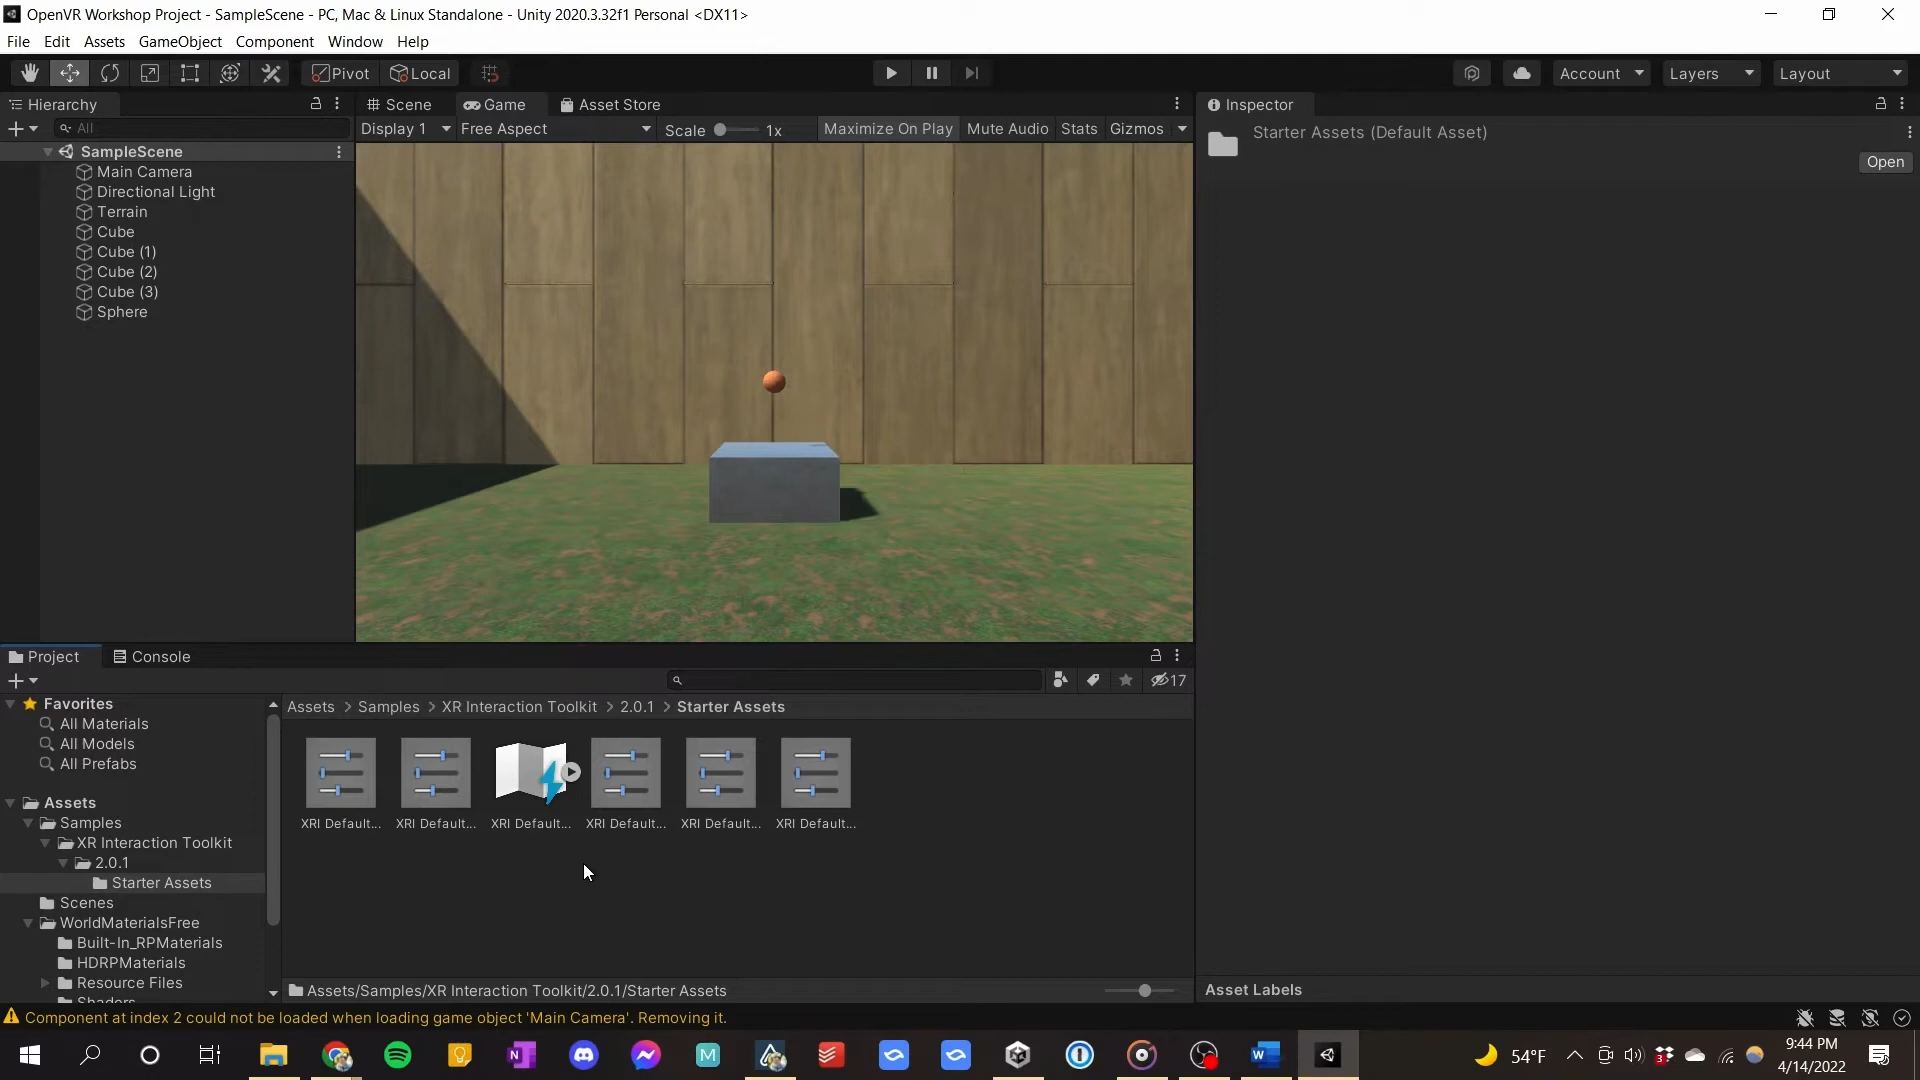 OpenVR Workshop Project - SampleScene - PC, Mac & Linux Standalone - Unity 2020.3.32f1 Personal <DX11>
File Edit Assets GameObject Component Window Help
Pivot Local Account Layers Layout
Hierarchy Scene Game Asset Store Inspector
All Display 1 Free Aspect Scale 1x Maximize On Play Mute Audio Stats Gizmos
Starter Assets (Default Asset)
Open
SampleScene
Main Camera
Directional Light
Terrain
Cube
Cube (1)
Cube (2)
Cube (3)
Sphere
Project Console
17
Favorites
All Materials
All Models
All Prefabs
Assets
Samples
XR Interaction Toolkit
2.0.1
Starter Assets
Scenes
WorldMaterialsFree
Built-In_RPMaterials
HDRPMaterials
Resource Files
Shaders
Assets > Samples > XR Interaction Toolkit > 2.0.1 > Starter Assets
XRI Default... XRI Default... XRI Default... XRI Default... XRI Default... XRI Default...
Assets/Samples/XR Interaction Toolkit/2.0.1/Starter Assets
Asset Labels
Component at index 2 could not be loaded when loading game object 'Main Camera'. Removing it.
54°F
9:44 PM
4/14/2022